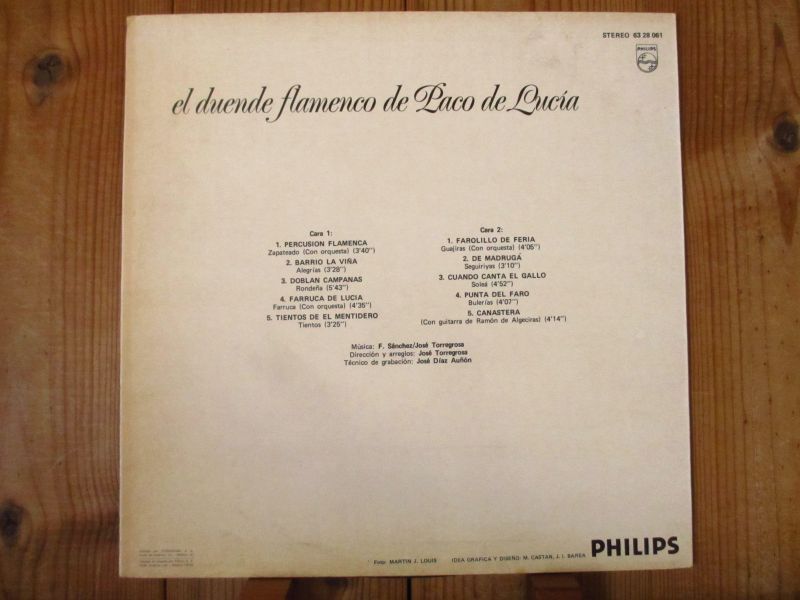 STEREO 63 28 061
PHILIPS
el duende flamenco de Paco de Lucía
Cara 1:
1. PERCUSION FLAMENCA
Zapateado (Con orquesta) (3'40'')
2. BARRIO LA VIÑA
Alegrías (3'28'')
3. DOBLAN CAMPANAS
Rondeña (5'43'')
4. FARRUCA DE LUCIA
Farruca (Con orquesta) (4'35'')
5. TIENTOS DEL MENTIDERO
Tientos (3'25'')
Cara 2:
1. FAROLILLO DE FERIA
Guajiras (Con orquesta) (4'05'')
2. DE MADRUGÁ
Seguiriyas (3'10'')
3. CUANDO CANTA EL GALLO
Soleá (4'52'')
4. PUNTA DEL FARO
Bulerías (4'07'')
5. CANASTERA
(Con guitarra de Ramón de Algeciras) (4'14'')
Música: F. Sánchez/José Torregrosa
Dirección y arreglos: José Torregrosa
Técnico de grabación: José Díaz Auñón
Foto: MARTIN J. LOUIS IDEA GRAFICA Y DISEÑO: M. CASTAN, J. I. BAREA
PHILIPS